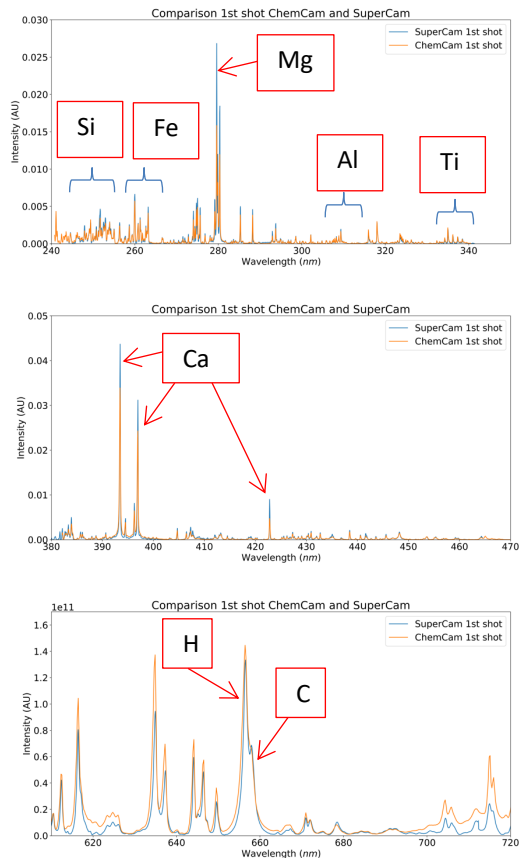 Comparison 1st shot ChemCam and SuperCam
0.030
0.025
0.020
0.015
0.010
0.005
0.000
Intensity (AU)
SuperCam 1st shot
ChemCam 1st shot
Mg
Si
Fe
Al
Ti
240 260 280 300 320 340
Wavelength (nm)
Comparison 1st shot ChemCam and SuperCam
0.05
0.04
0.03
0.02
0.01
0.00
Intensity (AU)
SuperCam 1st shot
ChemCam 1st shot
Ca
380 390 400 410 420 430 440 450 460 470
Wavelength (nm)
Comparison 1st shot ChemCam and SuperCam
1e11
1.6
1.4
1.2
1.0
0.8
0.6
0.4
0.2
0.0
Intensity (AU)
SuperCam 1st shot
ChemCam 1st shot
H
C
620 640 660 680 700 720
Wavelength (nm)